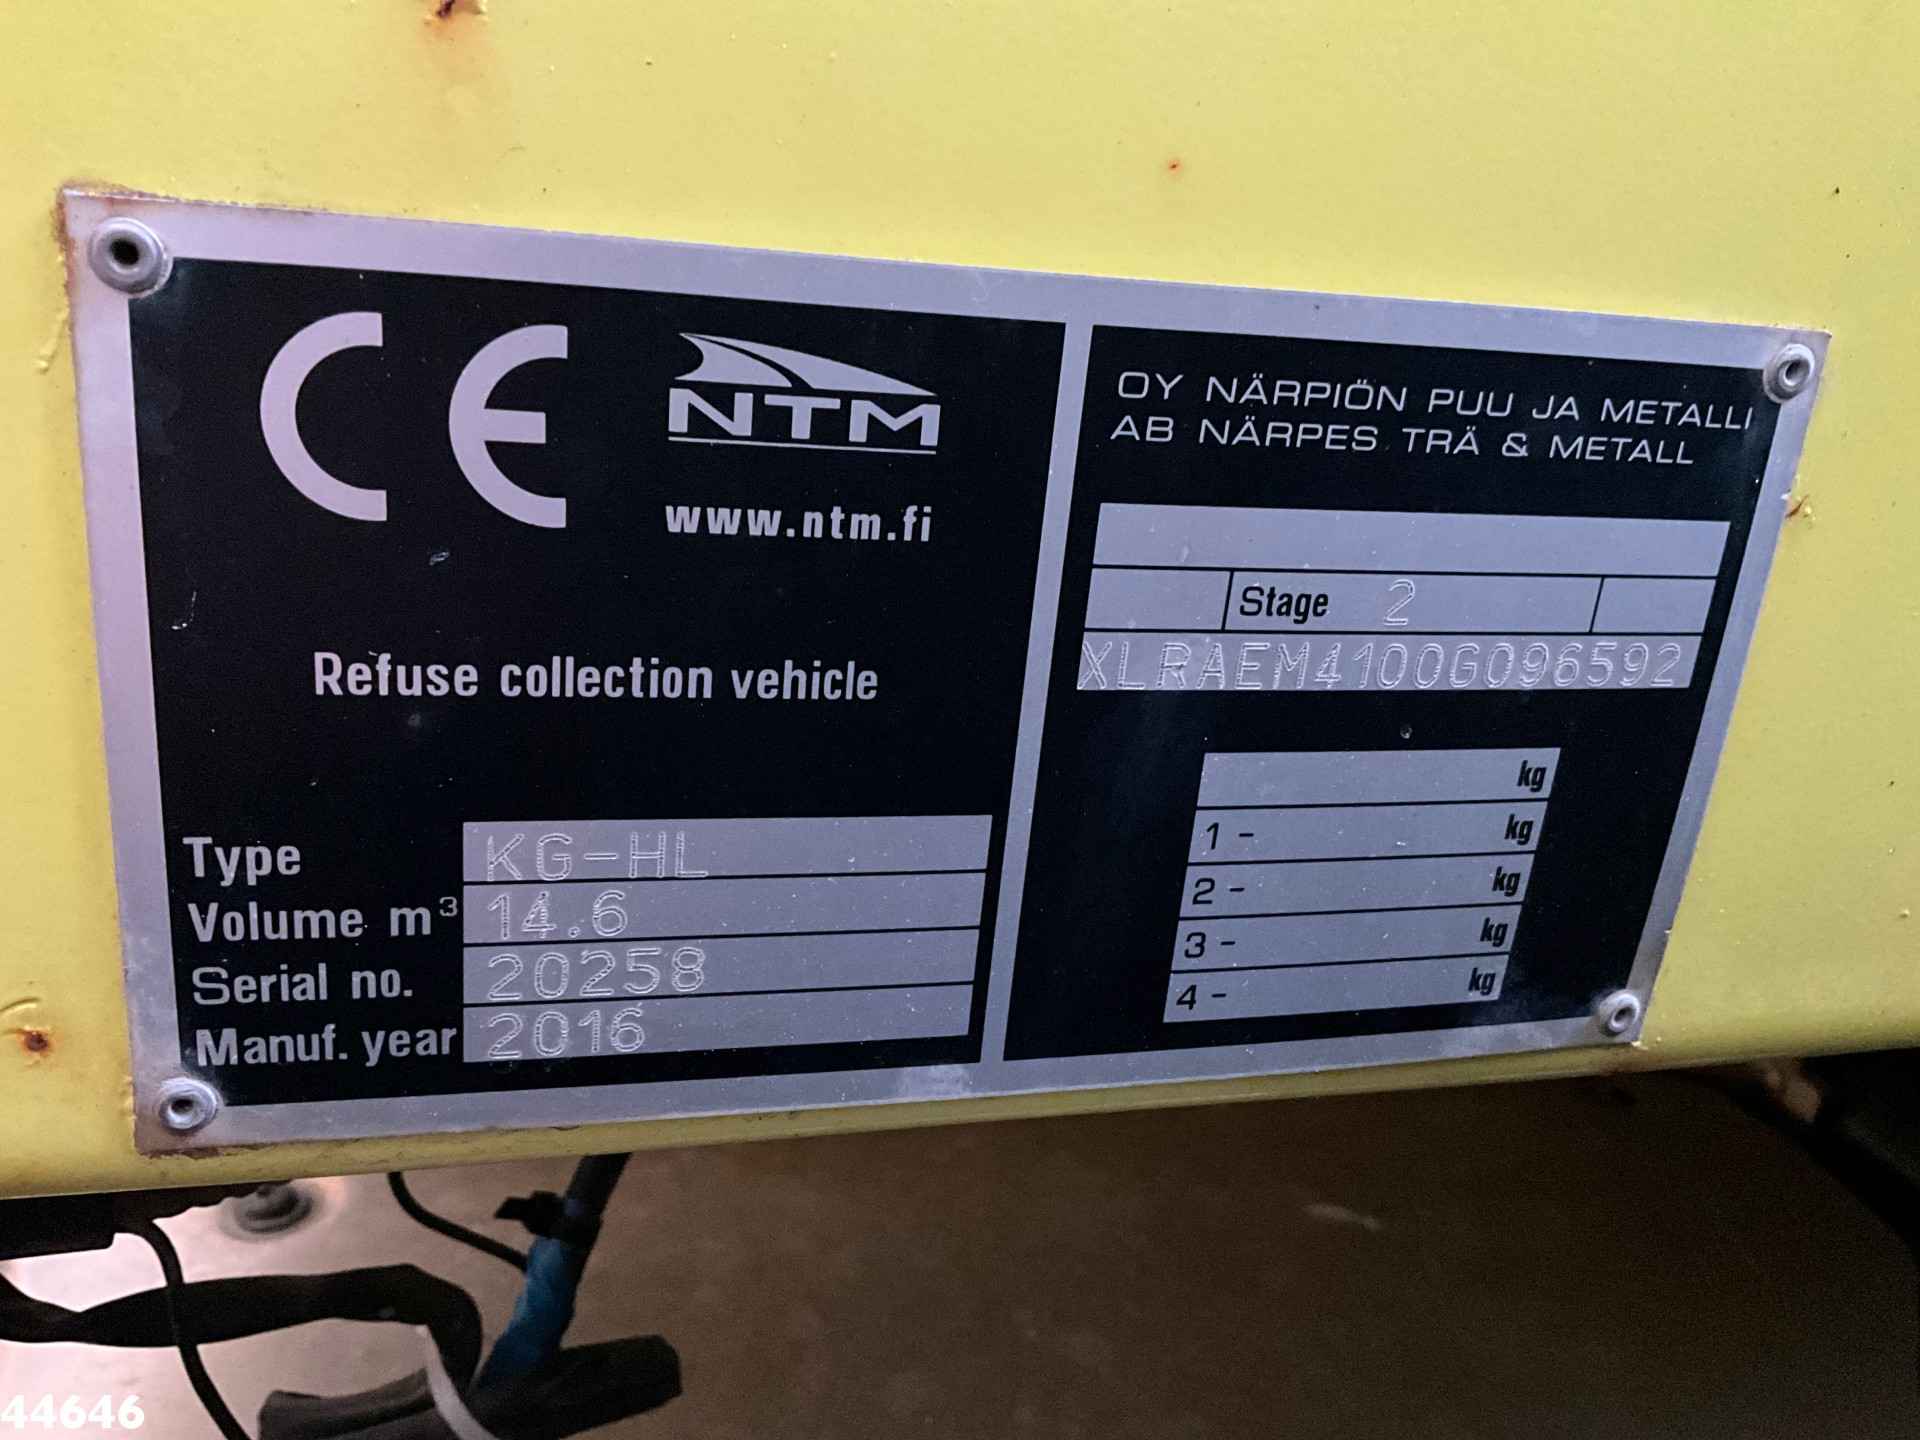 CE
NTM
www.ntm.fi
Refuse collection vehicle
Type KG-HL
Volume m³ 14.6
Serial no. 20258
Manuf. year 2016
OY NÄRPIÖN PUU JA METALLI
AB NÄRPES TRÄ & METALL
Stage 2
XLRAEM4100G096592
kg
1 - kg
2 - kg
3 - kg
4 - kg
44646